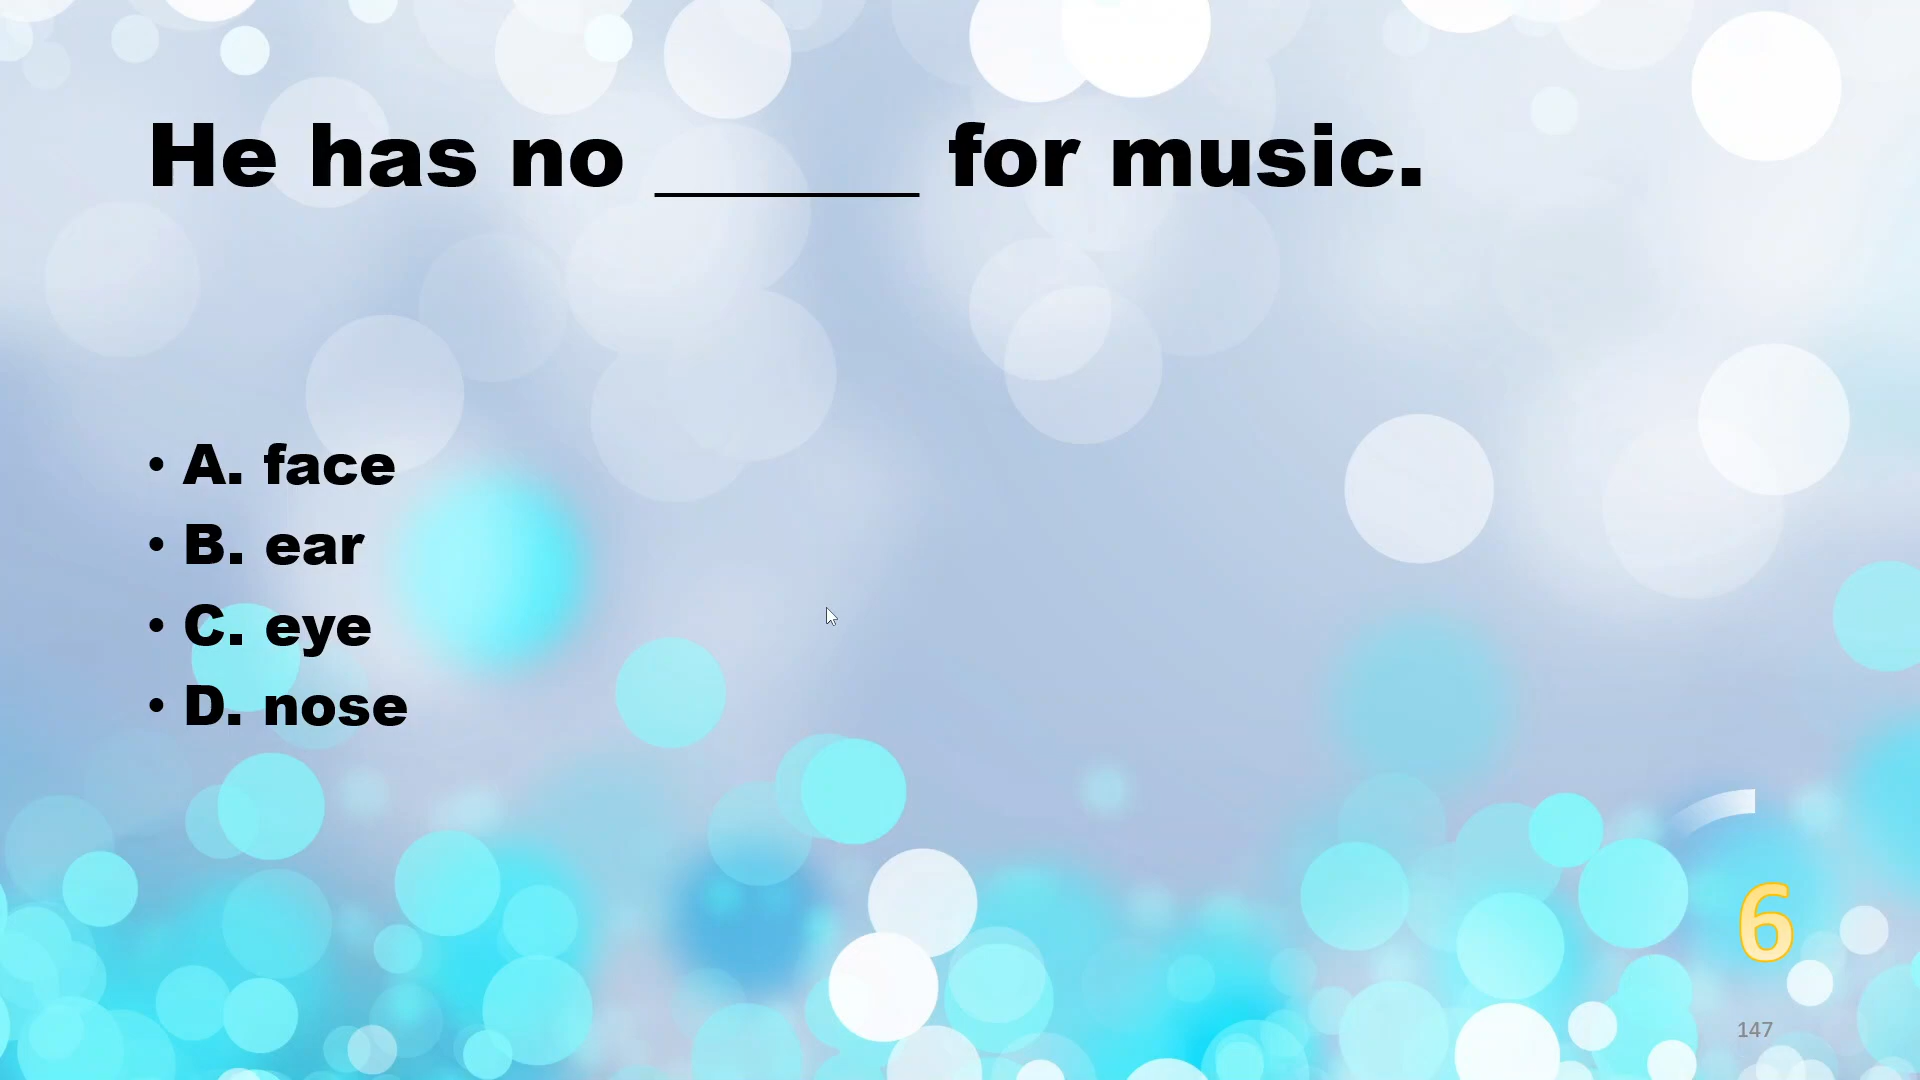 He has no ______ for music.
• A. face
• B. ear
• C. eye
• D. nose
6
147